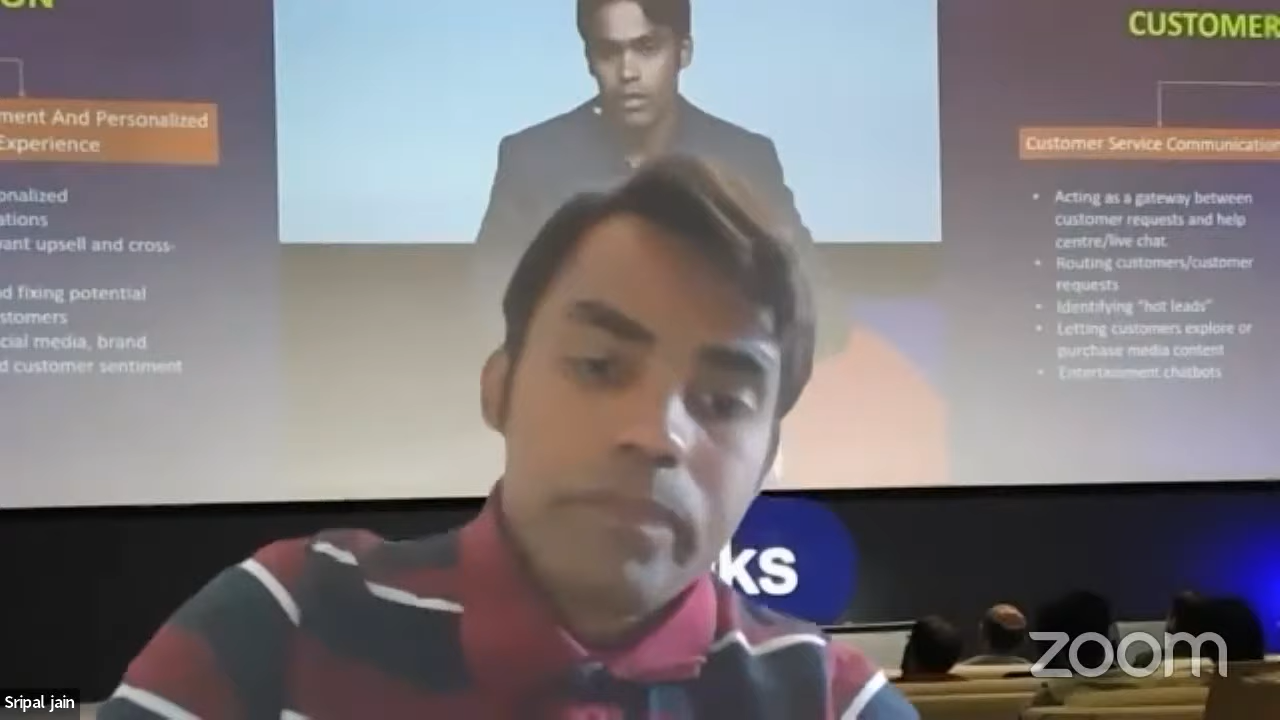 ON
ment And Personalized
Experience
onalized
ations
vant upsell and cross-
d fixing potential
stomers
cial media, brand
d customer sentiment
CUSTOMER
Customer Service Communication
• Acting as a gateway between
customer requests and help
centre/live chat.
• Routing customers/customer
requests
• Identifying "hot leads"
• Letting customers explore or
purchase media content
• Entertainment chatbots
ks
zoom
Sripal jain